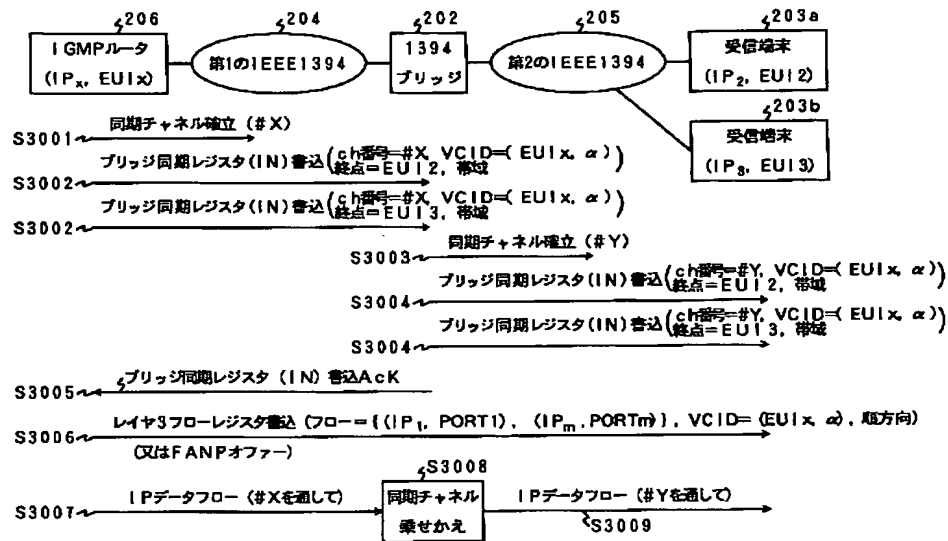 206
204
202
205
203a
IGMPルータ
(IPx, EUIx)
第1のIEEE1394
1394
ブリッジ
第2のIEEE1394
受信端末
(IP2, EUI2)
203b
受信端末
(IP3, EUI3)
S3001 同期チャネル確立 (#X)
S3002 ブリッジ同期レジスタ(IN)書込(ch番号=#X, VCID=(EUIx, α)
終点=EUI2, 帯域)
S3002 ブリッジ同期レジスタ(IN)書込(ch番号=#X, VCID=(EUIx, α)
終点=EUI3, 帯域)
S3003 同期チャネル確立 (#Y)
S3004 ブリッジ同期レジスタ(IN)書込(ch番号=#Y, VCID=(EUIx, α)
終点=EUI2, 帯域)
S3004 ブリッジ同期レジスタ(IN)書込(ch番号=#Y, VCID=(EUIx, α)
終点=EUI3, 帯域)
S3005 ブリッジ同期レジスタ (IN) 書込AcK
S3006 レイヤ3フローレジスタ書込 (フロー={(IP1, PORT1), (IPm, PORTm)}, VCID=(EUIx, α), 順方向)
(又はFANPオファー)
S3008
S3007 IPデータフロー (#Xを通して)
同期チャネル
乗せかえ
IPデータフロー (#Yを通して)
S3009